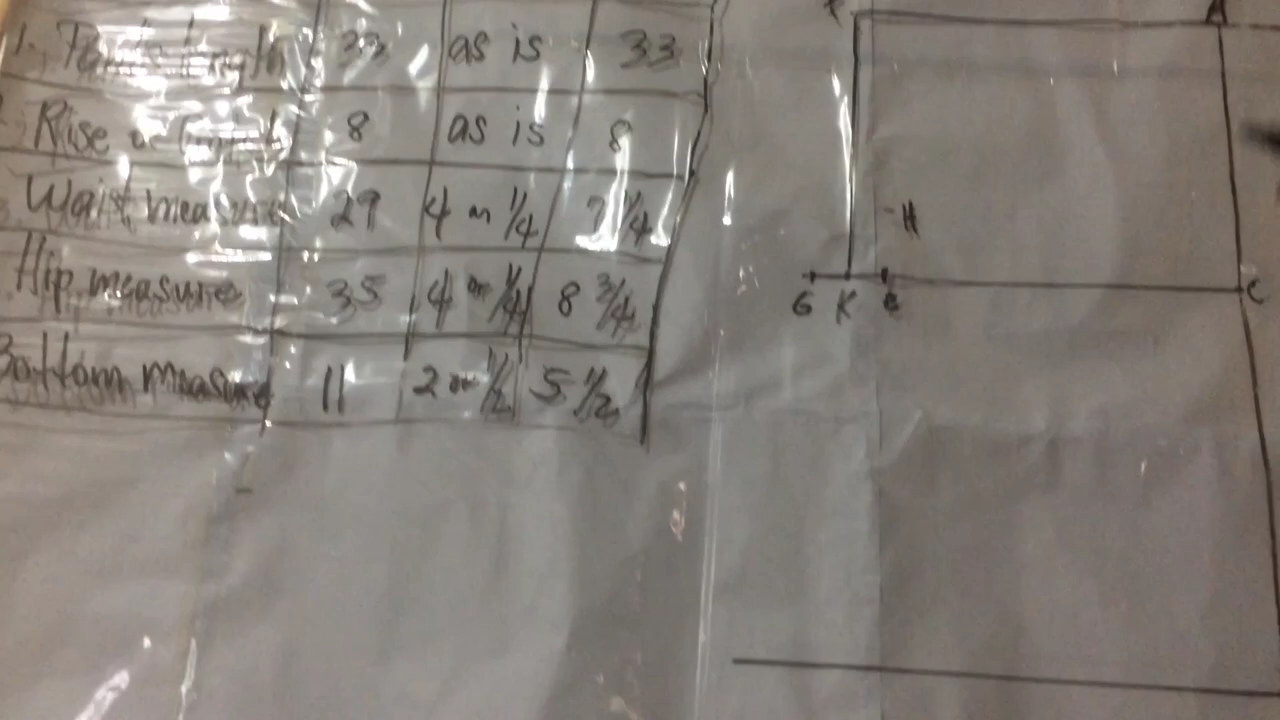 1. Pants length 33 as is 33
Rise or 8 as is 8
Waist measure 29 4 or 1/4 7 1/4
Hip measure 35 4 or 1/4 8 3/4
Bottom measure 11 2 or 1/2 5 1/2
A
H
G K e C